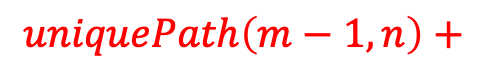 uniquePath(m − 1,n) +